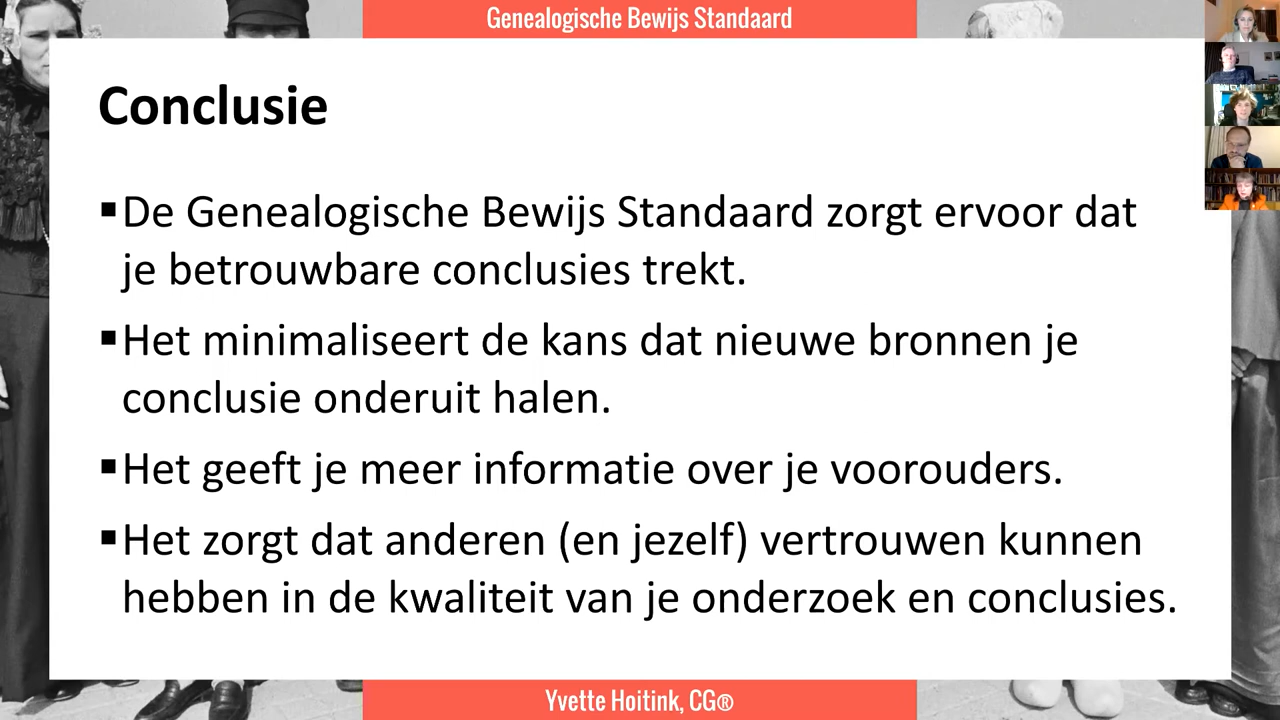 Genealogische Bewijs Standaard
Conclusie
▪De Genealogische Bewijs Standaard zorgt ervoor dat
je betrouwbare conclusies trekt.
▪Het minimaliseert de kans dat nieuwe bronnen je
conclusie onderuit halen.
▪Het geeft je meer informatie over je voorouders.
▪Het zorgt dat anderen (en jezelf) vertrouwen kunnen
hebben in de kwaliteit van je onderzoek en conclusies.
Yvette Hoitink, CG®